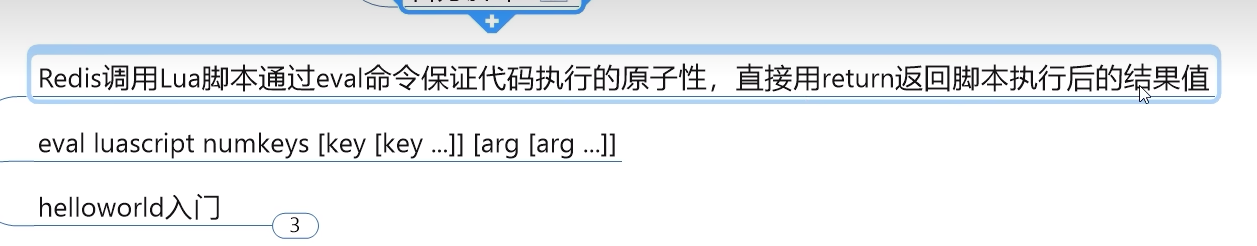 Redis调用Lua脚本通过eval命令保证代码执行的原子性，直接用return返回脚本执行后的结果值
eval luascript numkeys [key [key ...]] [arg [arg ...]]
helloworld入门
3